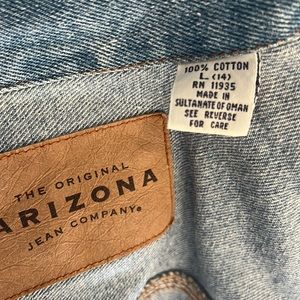 100% COTTON
L (14)
RN 11935
MADE IN
SULTANATE OF OMAN
SEE REVERSE
FOR CARE
THE ORIGINAL
ARIZONA
JEAN COMPANY®